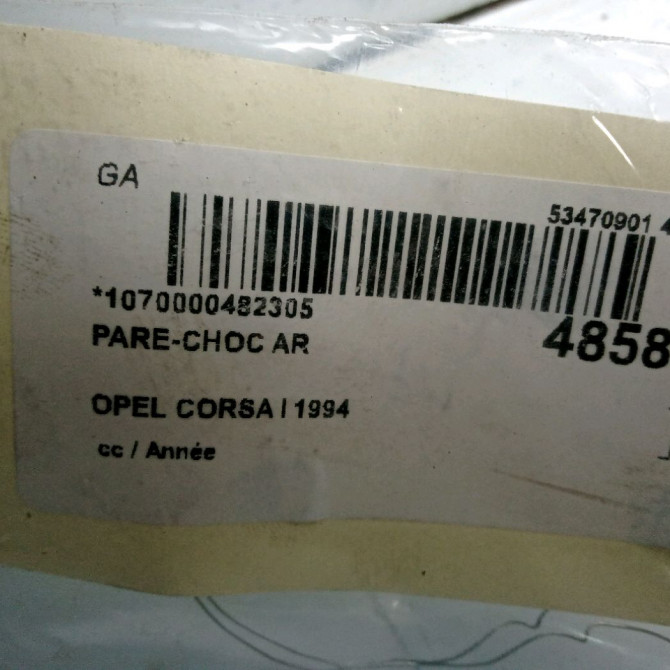 GA
53470901 4
*1070000482305
4858
PARE-CHOC AR
OPEL CORSA I 1994
cc / Année